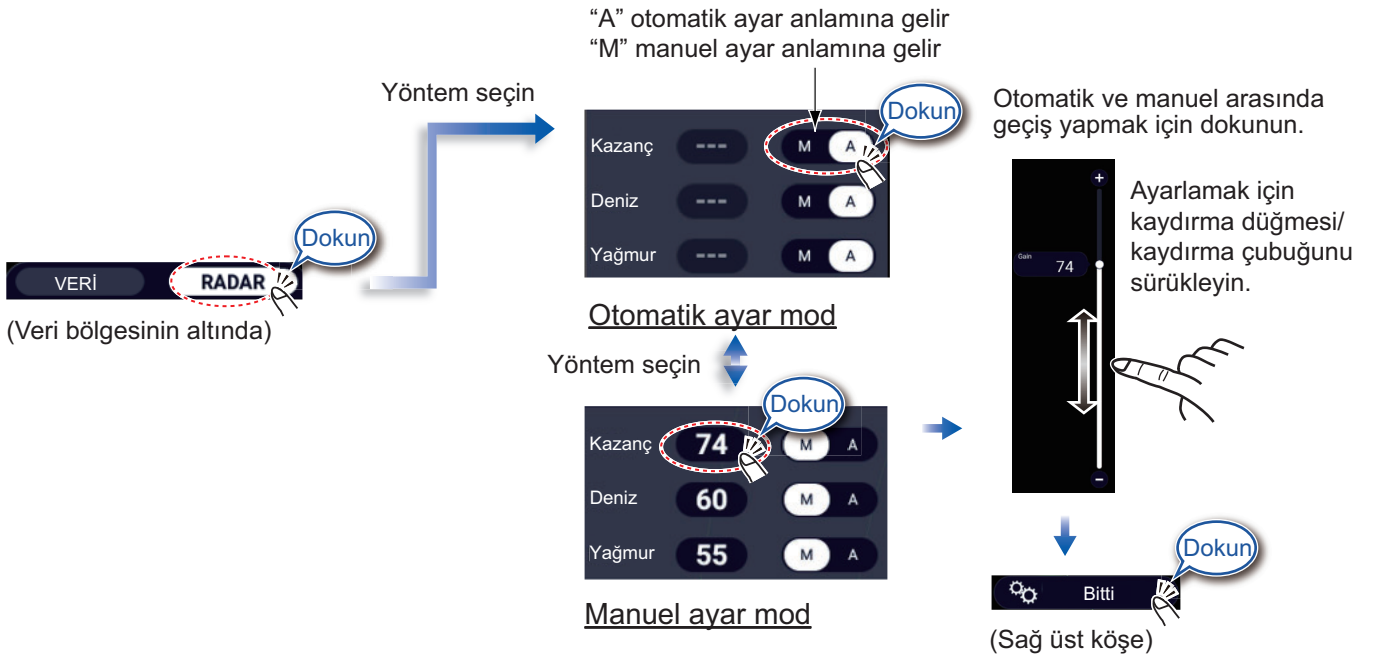 “A” otomatik ayar anlamına gelir
“M” manuel ayar anlamına gelir
Yöntem seçin
Dokun
VERİ
RADAR
(Veri bölgesinin altında)
Dokun
Kazanç --- M A
Deniz --- M A
Yağmur --- M A
Otomatik ayar mod
Yöntem seçin
Dokun
Kazanç 74 M A
Deniz 60 M A
Yağmur 55 M A
Manuel ayar mod
Otomatik ve manuel arasında
geçiş yapmak için dokunun.
+
Gain 74
-
Ayarlamak için
kaydırma düğmesi/
kaydırma çubuğunu
sürükleyin.
Dokun
Bitti
(Sağ üst köşe)